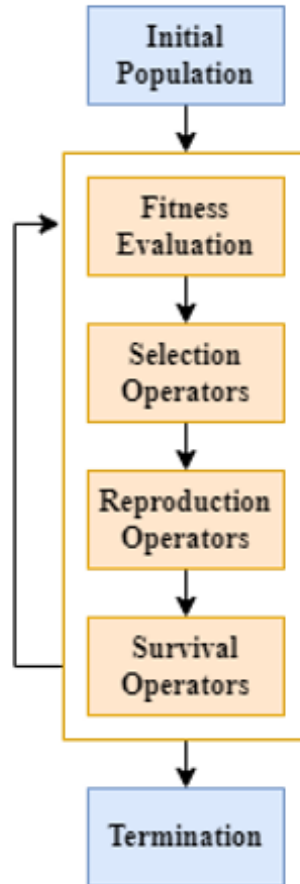 Initial
Population
Fitness
Evaluation
Selection
Operators
Reproduction
Operators
Survival
Operators
Termination